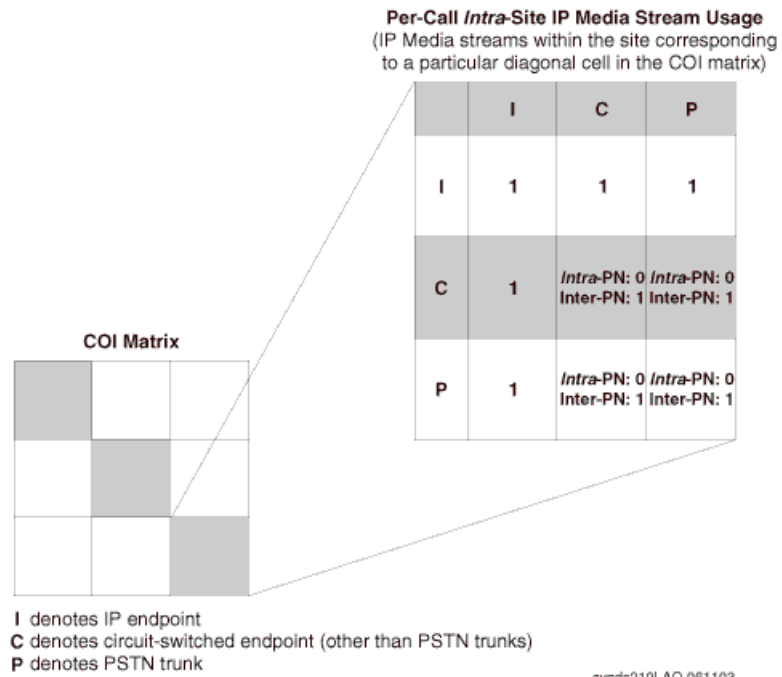 Per-Call Intra-Site IP Media Stream Usage
(IP Media streams within the site corresponding
to a particular diagonal cell in the COI matrix)
I C P
I 1 1 1
C 1 Intra-PN: 0 Intra-PN: 0
Inter-PN: 1 Inter-PN: 1
P 1 Intra-PN: 0 Intra-PN: 0
Inter-PN: 1 Inter-PN: 1
COI Matrix
I denotes IP endpoint
C denotes circuit-switched endpoint (other than PSTN trunks)
P denotes PSTN trunk